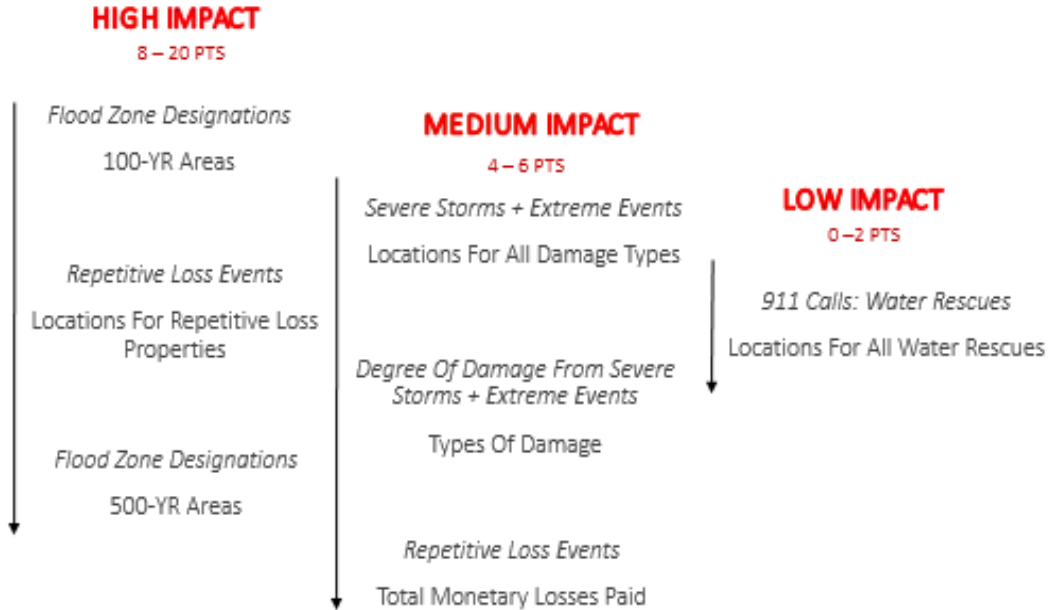 HIGH IMPACT
8 – 20 PTS
Flood Zone Designations
100-YR Areas
Repetitive Loss Events
Locations For Repetitive Loss
Properties
Flood Zone Designations
500-YR Areas
MEDIUM IMPACT
4 – 6 PTS
Severe Storms + Extreme Events
Locations For All Damage Types
Degree Of Damage From Severe
Storms + Extreme Events
Types Of Damage
Repetitive Loss Events
Total Monetary Losses Paid
LOW IMPACT
0 –2 PTS
911 Calls: Water Rescues
Locations For All Water Rescues